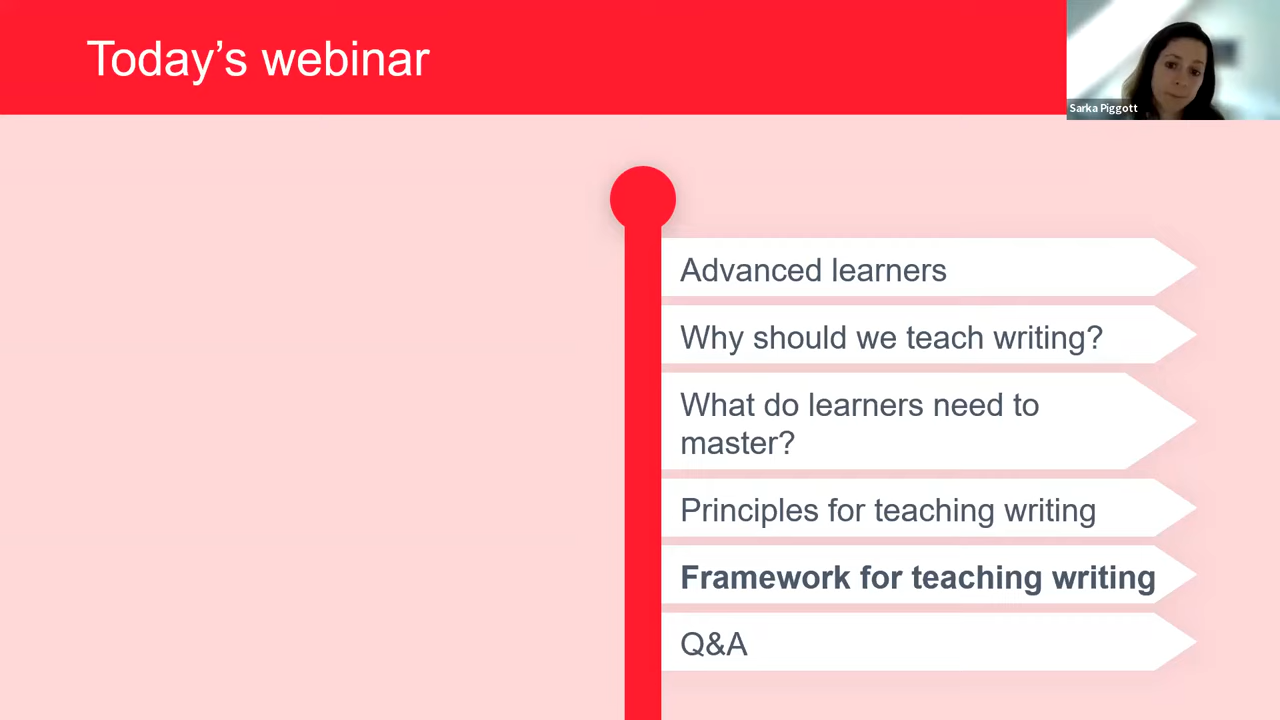 Today’s webinar
Sarka Piggott
Advanced learners
Why should we teach writing?
What do learners need to
master?
Principles for teaching writing
Framework for teaching writing
Q&A